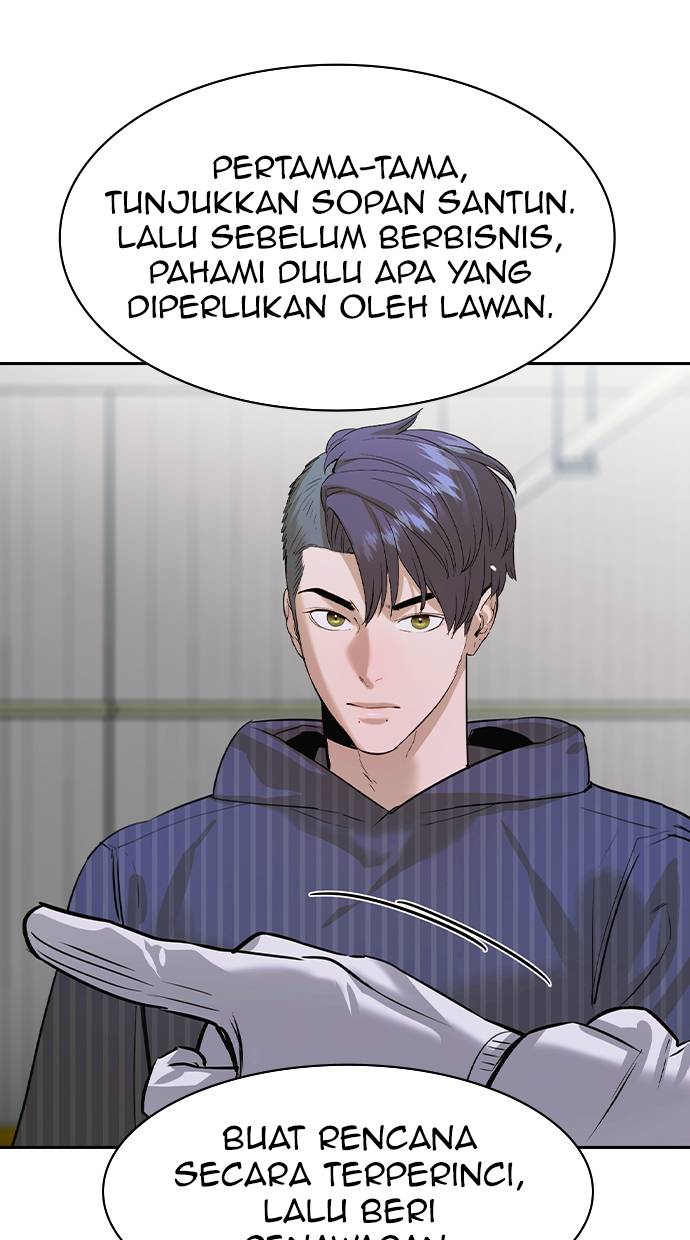 PERTAMA-TAMA,
TUNJUKKAN SOPAN SANTUN.
LALU SEBELUM BERBISNIS,
PAHAMI DULU APA YANG
DIPERLUKAN OLEH LAWAN.
BUAT RENCANA
SECARA TERPERINCI,
LALU BERI